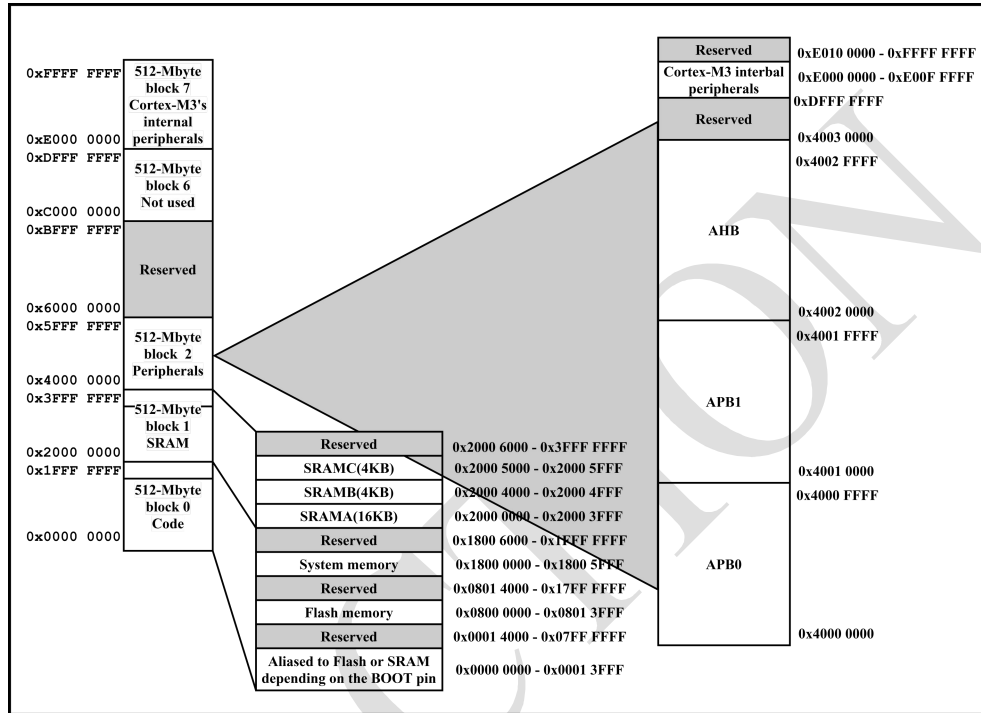 0xFFFF FFFF
512-Mbyte
block 7
Cortex-M3's
internal
peripherals
0xE000 0000
0xDFFF FFFF
512-Mbyte
block 6
Not used
0xC000 0000
0xBFFF FFFF
Reserved
0x6000 0000
0x5FFF FFFF
512-Mbyte
block 2
Peripherals
0x4000 0000
0x3FFF FFFF
512-Mbyte
block 1
SRAM
0x2000 0000
0x1FFF FFFF
512-Mbyte
block 0
Code
0x0000 0000
Reserved 0x2000 6000 - 0x3FFF FFFF
SRAMC(4KB) 0x2000 5000 - 0x2000 5FFF
SRAMB(4KB) 0x2000 4000 - 0x2000 4FFF
SRAMA(16KB) 0x2000 0000 - 0x2000 3FFF
Reserved 0x1800 6000 - 0x1FFF FFFF
System memory 0x1800 0000 - 0x1800 5FFF
Reserved 0x0801 4000 - 0x17FF FFFF
Flash memory 0x0800 0000 - 0x0801 3FFF
Reserved 0x0001 4000 - 0x07FF FFFF
Aliased to Flash or SRAM
depending on the BOOT pin 0x0000 0000 - 0x0001 3FFF
Reserved 0xE010 0000 - 0xFFFF FFFF
Cortex-M3 interbal
peripherals 0xE000 0000 - 0xE00F FFFF
0xDFFF FFFF
Reserved
0x4003 0000
0x4002 FFFF
AHB
0x4002 0000
0x4001 FFFF
APB1
0x4001 0000
0x4000 FFFF
APB0
0x4000 0000
CTION